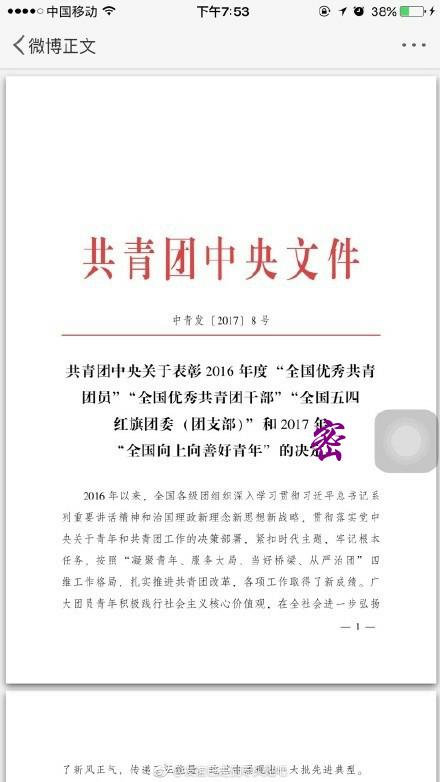 中国移动 下午7:53 38%
微博正文
共青团中央文件
中青发〔2017〕8号
共青团中央关于表彰2016年度“全国优秀共青
团员”“全国优秀共青团干部”“全国五四
红旗团委（团支部）”和2017年
“全国向上向善好青年”的决定
密
2016年以来，全国各级团组织深入学习贯彻习近平总书记系
列重要讲话精神和治国理政新理念新思想新战略，贯彻落实党中
央关于青年和共青团工作的决策部署，紧扣时代主题，牢记根本
任务，按照“凝聚青年、服务大局、当好桥梁、从严治团”四
维工作格局，扎实推进共青团改革，各项工作取得了新成绩。广
大团员青年积极践行社会主义核心价值观，在全社会进一步弘扬
— 1 —
了新风正气，传递 大批先进典型。